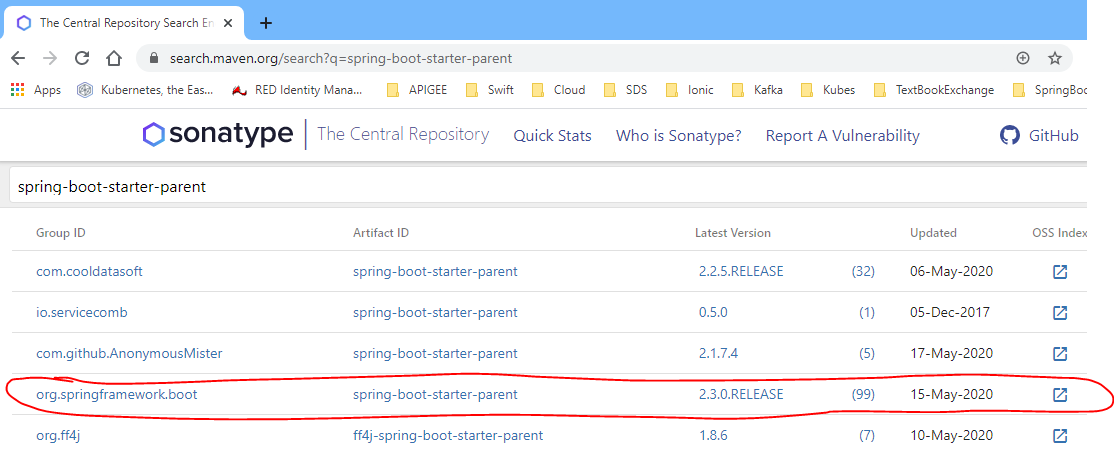 The Central Repository Search En
search.maven.org/search?q=spring-boot-starter-parent
Apps Kubernetes, the Eas... RED Identity Mana... APIGEE Swift Cloud SDS Ionic Kafka Kubes TextBookExchange SpringBoo
sonatype The Central Repository Quick Stats Who is Sonatype? Report A Vulnerability GitHub
spring-boot-starter-parent
Group ID Artifact ID Latest Version Updated OSS Index
com.cooldatasoft spring-boot-starter-parent 2.2.5.RELEASE (32) 06-May-2020
io.servicecomb spring-boot-starter-parent 0.5.0 (1) 05-Dec-2017
com.github.AnonymousMister spring-boot-starter-parent 2.1.7.4 (5) 17-May-2020
org.springframework.boot spring-boot-starter-parent 2.3.0.RELEASE (99) 15-May-2020
org.ff4j ff4j-spring-boot-starter-parent 1.8.6 (7) 10-May-2020